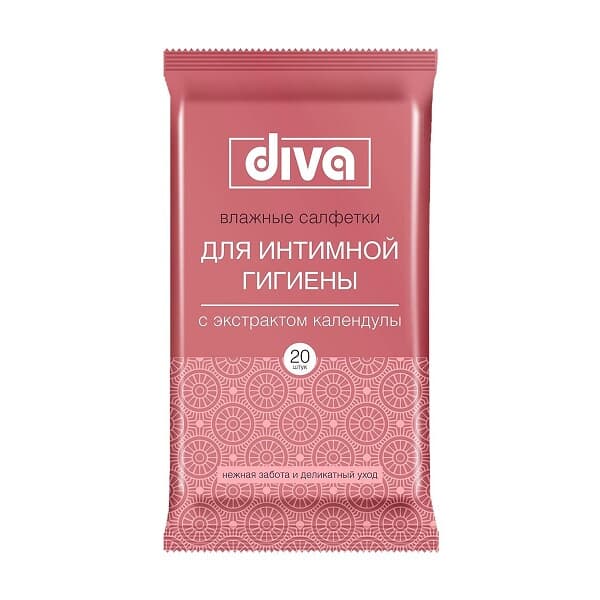 diva
влажные салфетки
ДЛЯ ИНТИМНОЙ
ГИГИЕНЫ
с экстрактом календулы
20
штук
нежная забота и деликатный уход